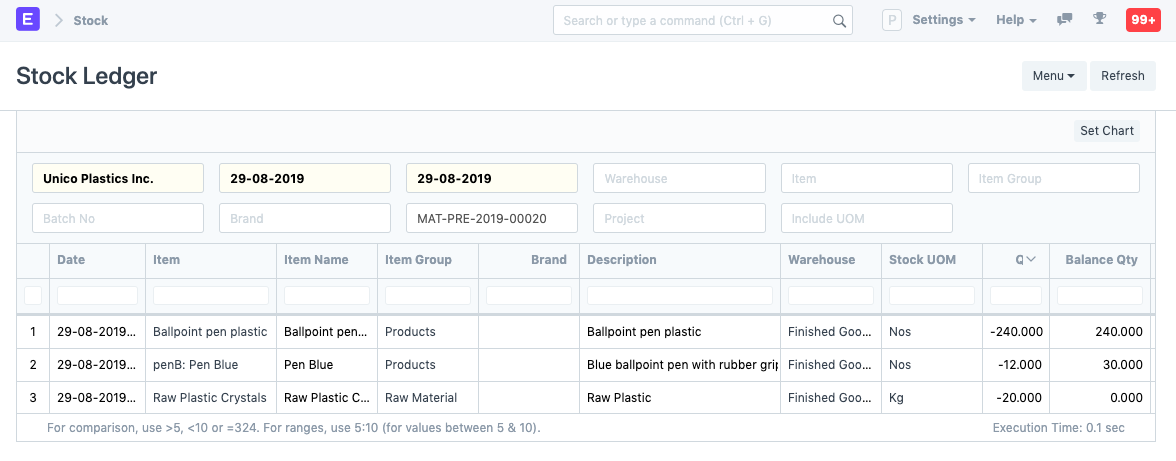 E Stock Search or type a command (Ctrl + G) P Settings Help 99+
Stock Ledger Menu Refresh
Set Chart
Unico Plastics Inc. 29-08-2019 29-08-2019 Warehouse Item Item Group
Batch No Brand MAT-PRE-2019-00020 Project Include UOM
Date Item Item Name Item Group Brand Description Warehouse Stock UOM Q Balance Qty
1 29-08-2019... Ballpoint pen plastic Ballpoint pen... Products Ballpoint pen plastic Finished Goo... Nos -240.000 240.000
2 29-08-2019... penB: Pen Blue Pen Blue Products Blue ballpoint pen with rubber grip Finished Goo... Nos -12.000 30.000
3 29-08-2019... Raw Plastic Crystals Raw Plastic C... Raw Material Raw Plastic Finished Goo... Kg -20.000 0.000
For comparison, use >5, <10 or =324. For ranges, use 5:10 (for values between 5 & 10). Execution Time: 0.1 sec